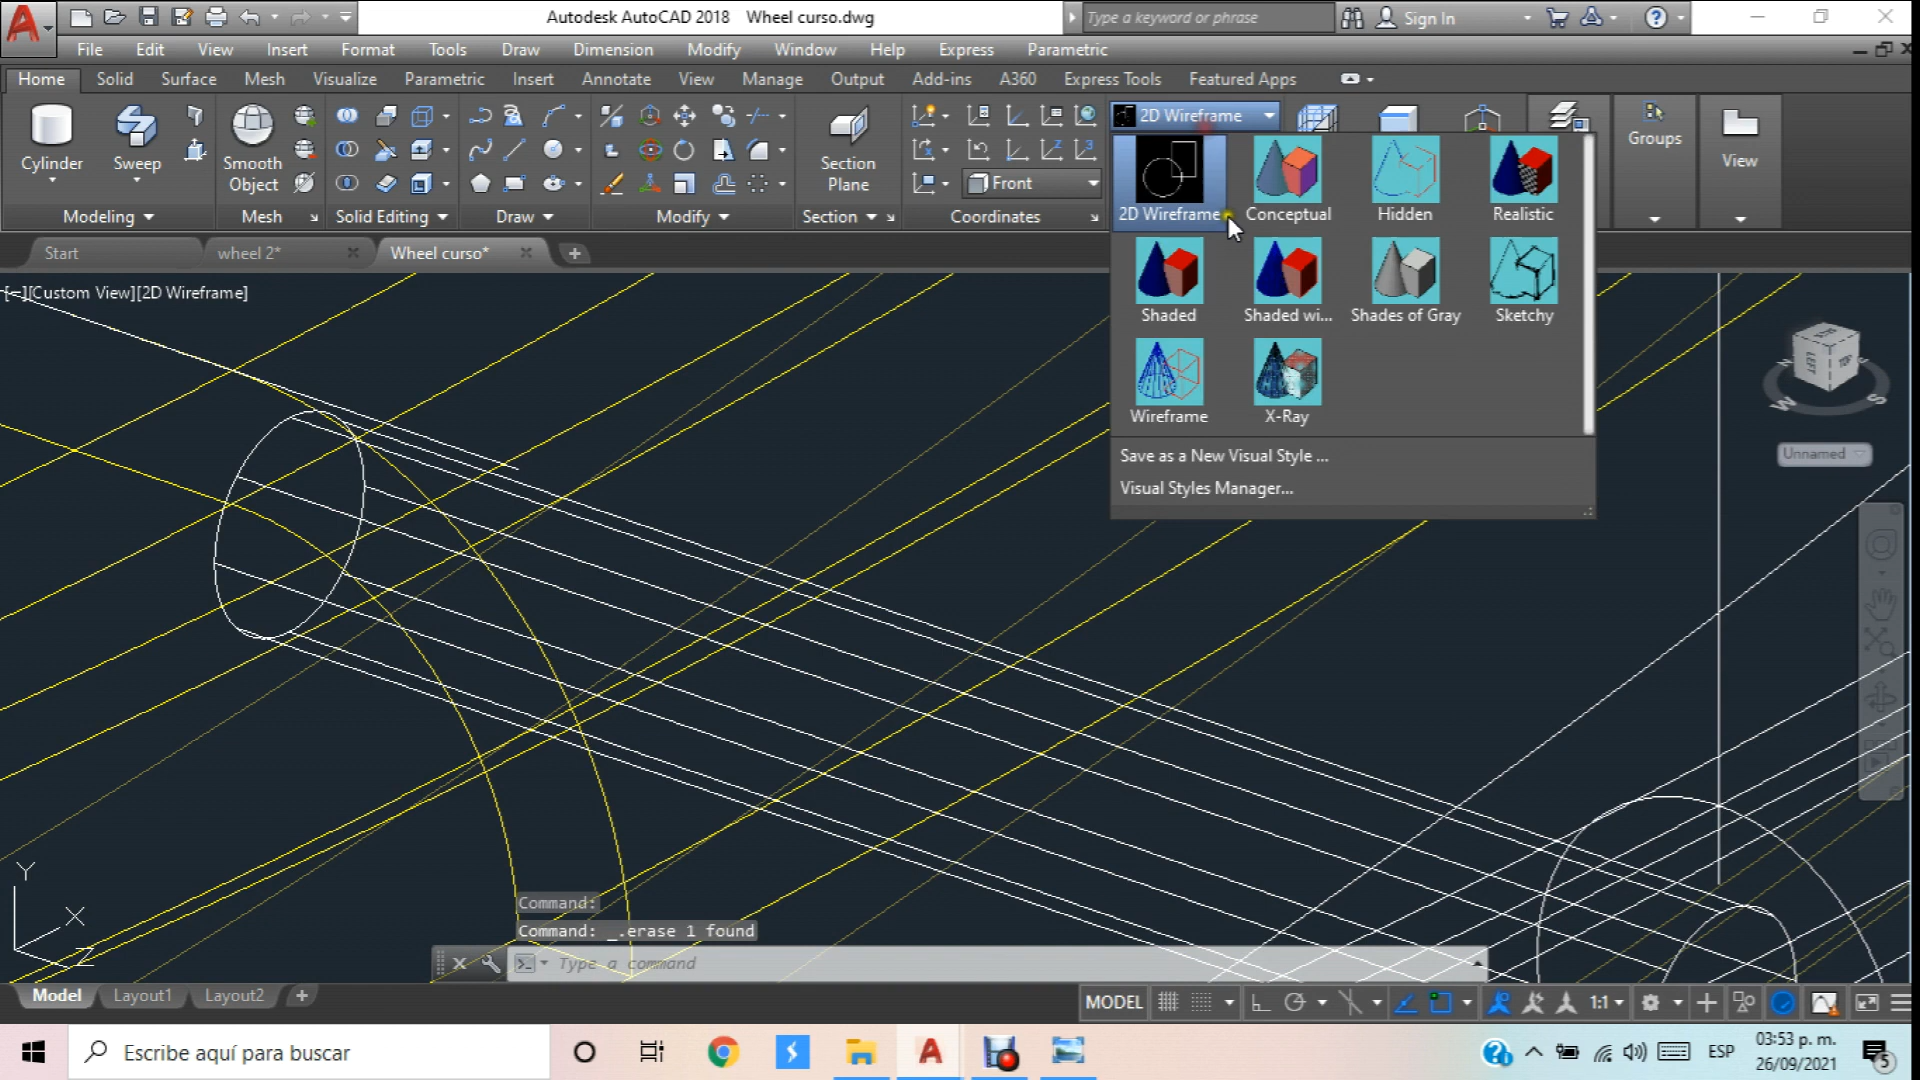 Autodesk AutoCAD 2018 Wheel curso.dwg
Type a keyword or phrase
Sign In
File Edit View Insert Format Tools Draw Dimension Modify Window Help Express Parametric
Home Solid Surface Mesh Visualize Parametric Insert Annotate View Manage Output Add-ins A360 Express Tools Featured Apps
2D Wireframe
Cylinder Sweep Smooth Object Section Plane Front Groups View
Modeling Mesh Solid Editing Draw Modify Section Coordinates
2D Wireframe Conceptual Hidden Realistic
Shaded Shaded wi... Shades of Gray Sketchy
Wireframe X-Ray
Save as a New Visual Style ...
Visual Styles Manager...
Start wheel 2* Wheel curso*
[−][Custom View][2D Wireframe]
LEFT TOP
W S
Unnamed
Y
X
Z
Command:
Command: _.erase 1 found
Type a command
Model Layout1 Layout2
MODEL 1:1
Escribe aquí para buscar
ESP
03:53 p. m.
26/09/2021
5